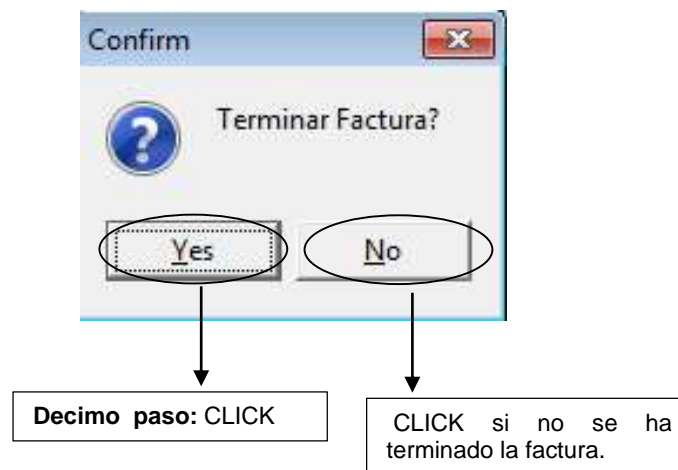 Confirm
Terminar Factura?
Yes
No
Decimo paso: CLICK
CLICK si no se ha
terminado la factura.